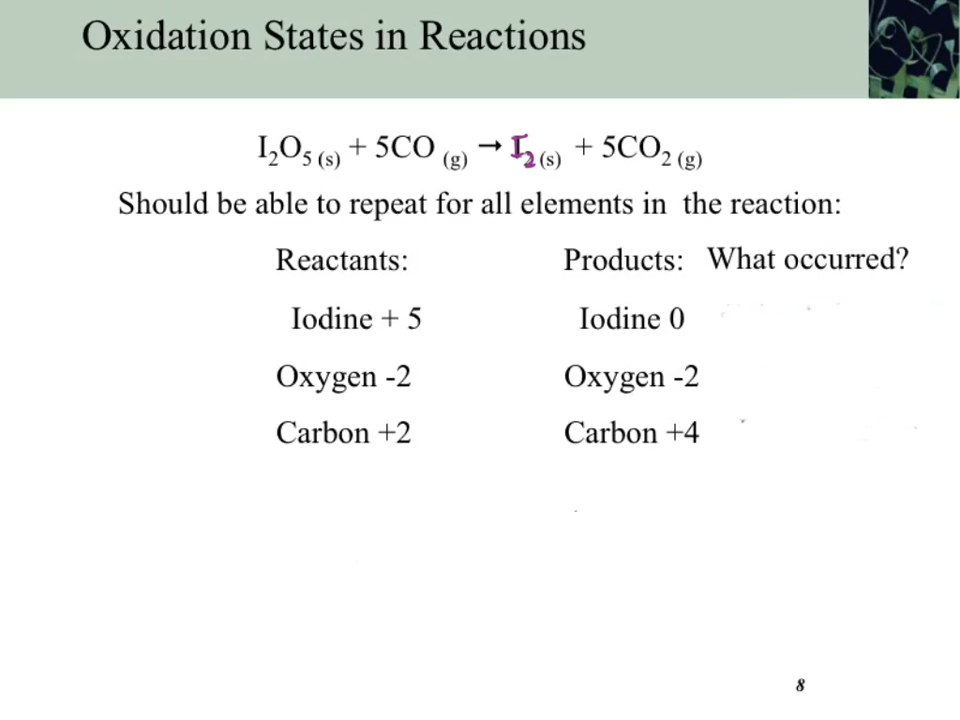 Oxidation States in Reactions
I₂O₅ (s) + 5CO (g) → I₂ (s) + 5CO₂ (g)
Should be able to repeat for all elements in the reaction:
Reactants: Products: What occurred?
Iodine + 5 Iodine 0
Oxygen -2 Oxygen -2
Carbon +2 Carbon +4
8